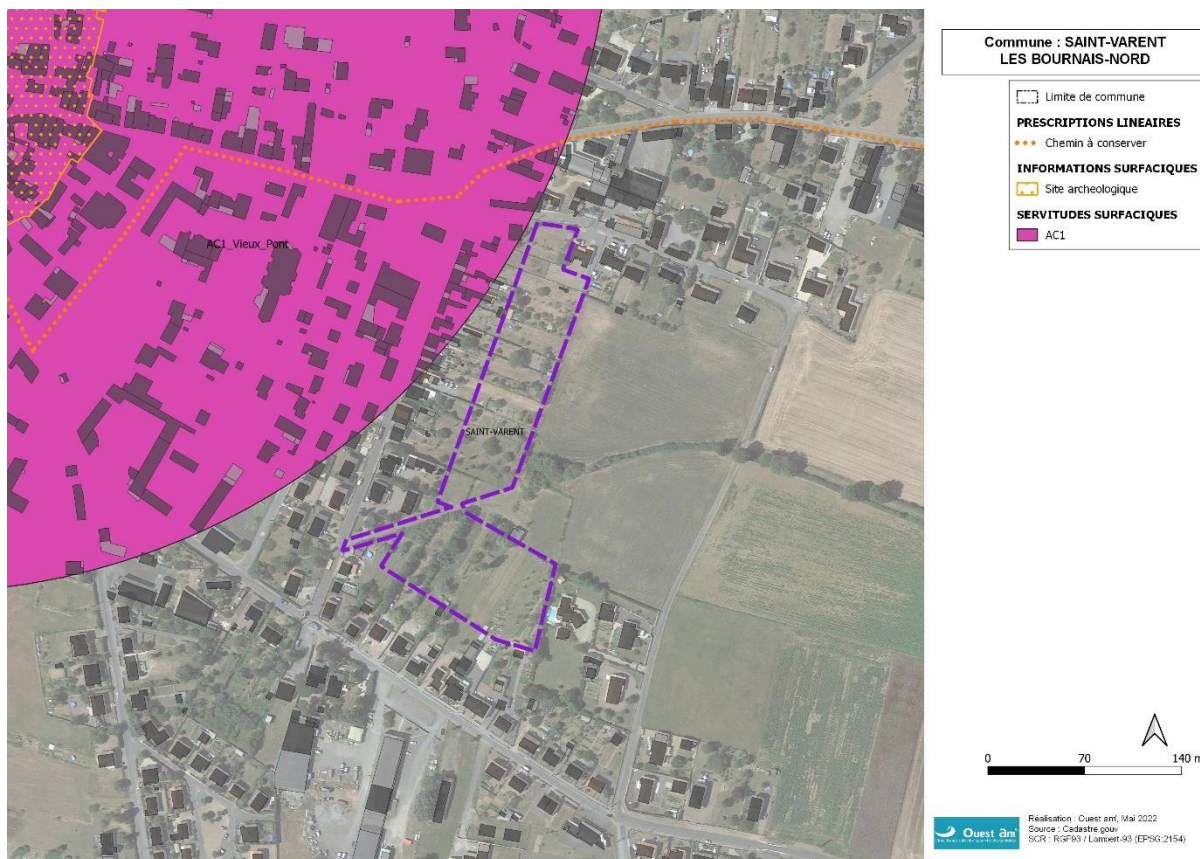 Commune : SAINT-VARENT
LES BOURNAIS-NORD
Limite de commune
PRESCRIPTIONS LINEAIRES
Chemin à conserver
INFORMATIONS SURFACIQUES
Site archeologique
SERVITUDES SURFACIQUES
AC1
AC1_Vieux_Pont
SAINT-VARENT
0 70 140 m
Ouest am'
Réalisation : Ouest am', Mai 2022
Source : Cadastre.gouv
SCR : RGF93 / Lambert-93 (EPSG:2154)